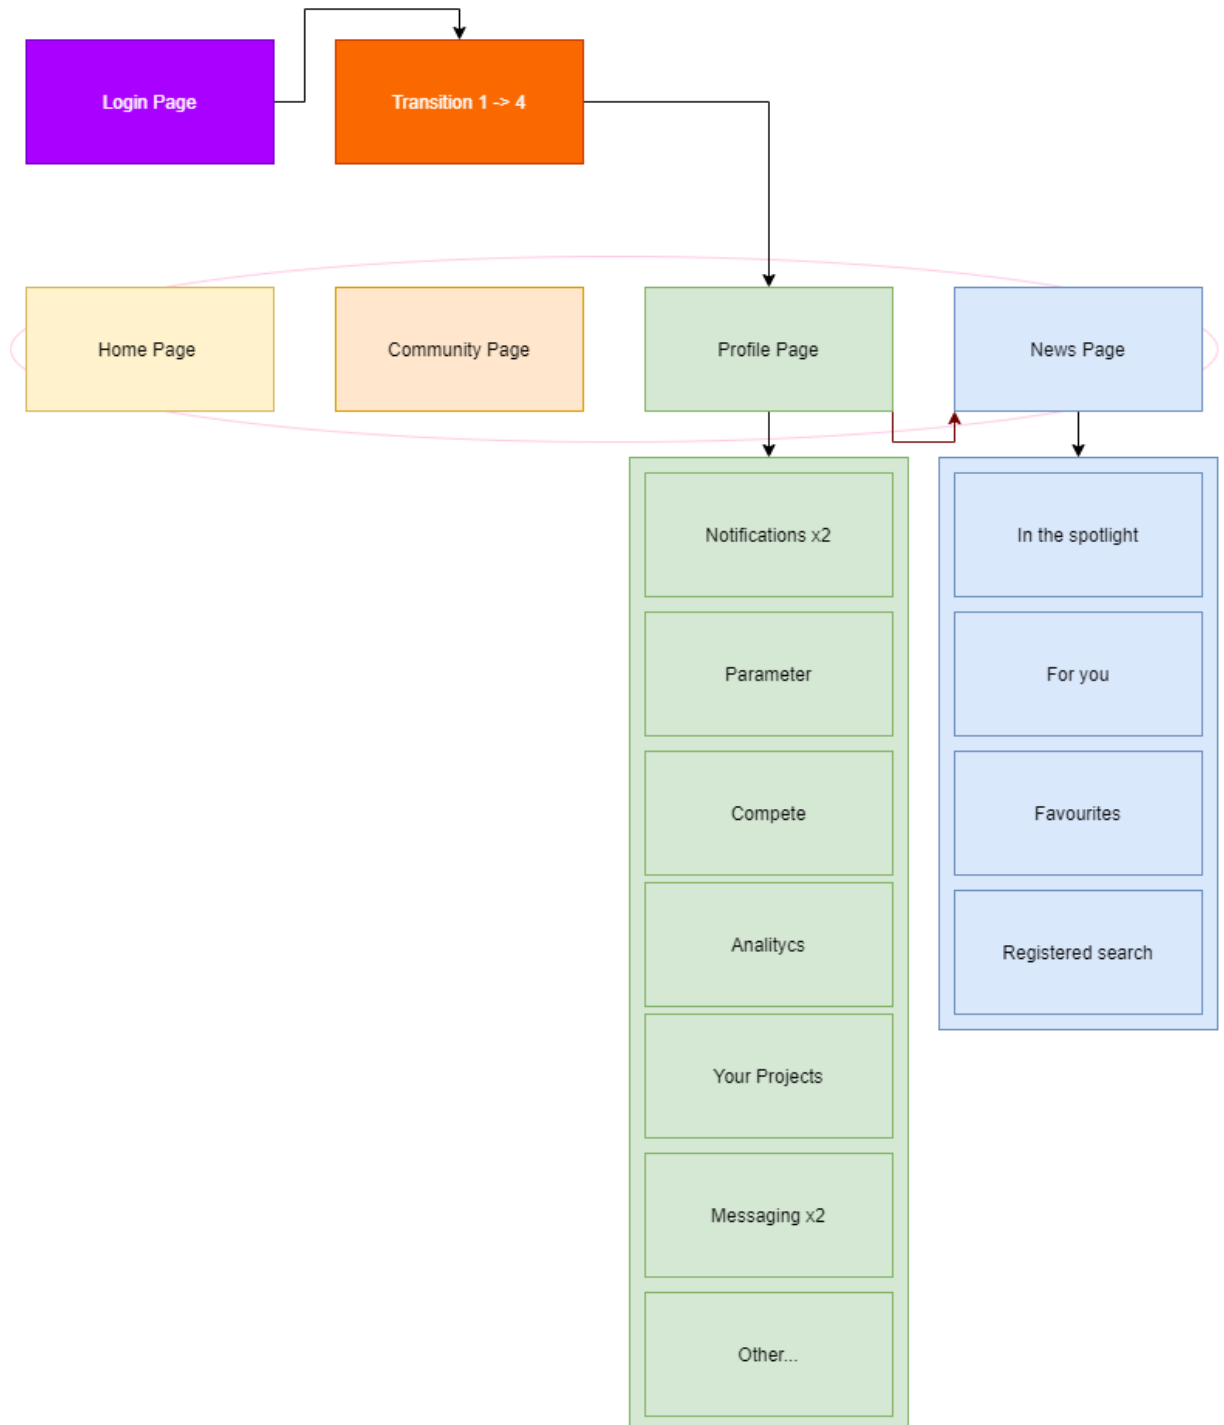 Login Page
Transition 1 -> 4
Home Page
Community Page
Profile Page
News Page
Notifications x2
Parameter
Compete
Analitycs
Your Projects
Messaging x2
Other...
In the spotlight
For you
Favourites
Registered search